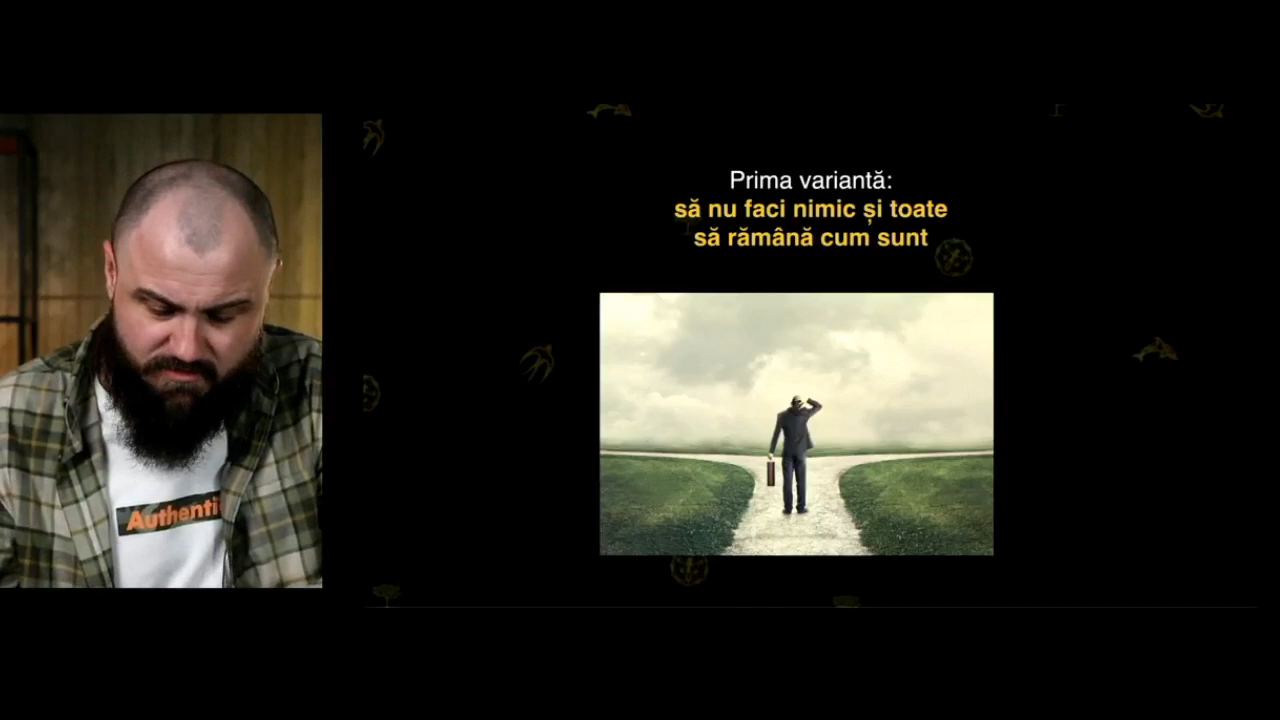 Prima variantă:
să nu faci nimic și toate
să rămână cum sunt
Authenti